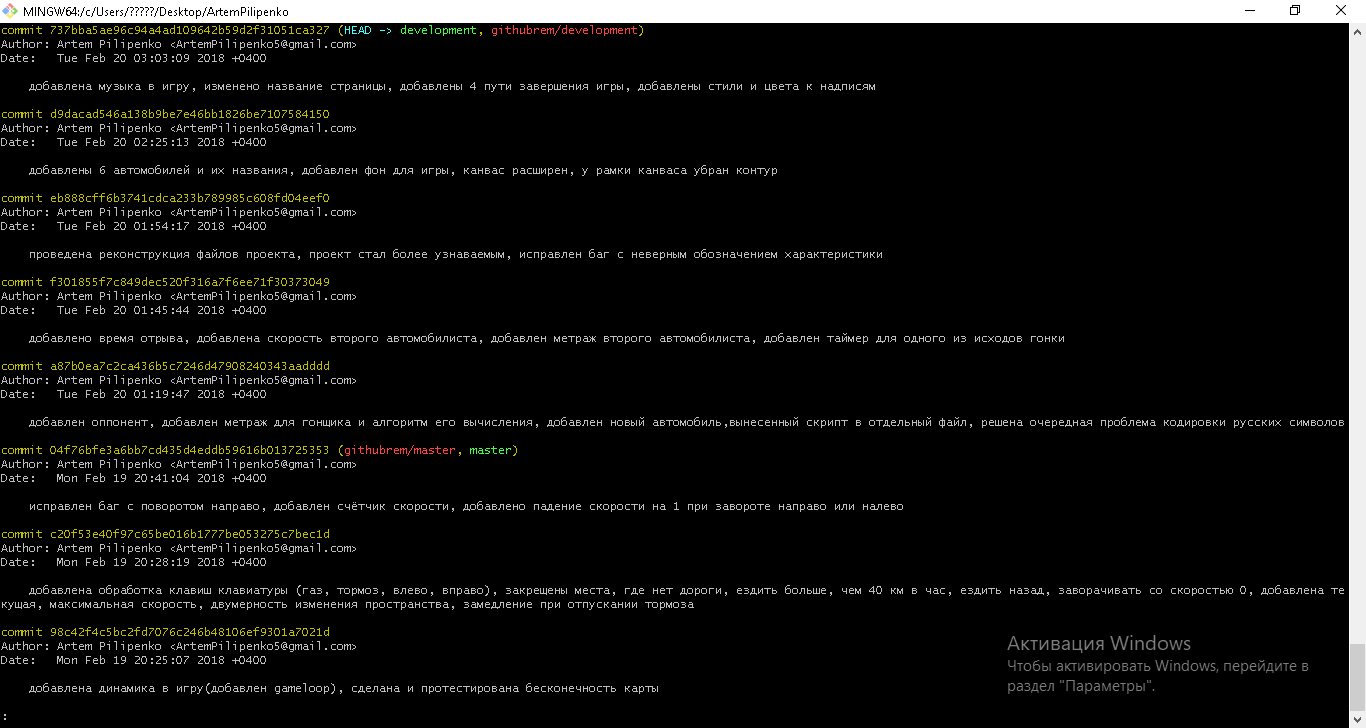 MINGW64:/c/Users/?????/Desktop/ArtemPilipenko
commit 737bba5ae96c94a4ad109642b59d2f31051ca327 (HEAD -> development, githubrem/development)
Author: Artem Pilipenko <ArtemPilipenko5@gmail.com>
Date:   Tue Feb 20 03:03:09 2018 +0400
добавлена музыка в игру, изменено название страницы, добавлены 4 пути завершения игры, добавлены стили и цвета к надписям
commit d9dacad546a138b9be7e46bb1826be7107584150
Author: Artem Pilipenko <ArtemPilipenko5@gmail.com>
Date:   Tue Feb 20 02:25:13 2018 +0400
добавлены 6 автомобилей и их названия, добавлен фон для игры, канвас расширен, у рамки канваса убран контур
commit eb888cff6b3741cdca233b789985c608fd04eef0
Author: Artem Pilipenko <ArtemPilipenko5@gmail.com>
Date:   Tue Feb 20 01:54:17 2018 +0400
проведена реконструкция файлов проекта, проект стал более узнаваемым, исправлен баг с неверным обозначением характеристики
commit f301855f7c849dec520f316a7f6ee71f30373049
Author: Artem Pilipenko <ArtemPilipenko5@gmail.com>
Date:   Tue Feb 20 01:45:44 2018 +0400
добавлено время отрыва, добавлена скорость второго автомобилиста, добавлен метраж второго автомобилиста, добавлен таймер для одного из исходов гонки
commit a87b0ea7c2ca436b5c7246d47908240343aadddd
Author: Artem Pilipenko <ArtemPilipenko5@gmail.com>
Date:   Tue Feb 20 01:19:47 2018 +0400
добавлен оппонент, добавлен метраж для гонщика и алгоритм его вычисления, добавлен новый автомобиль,вынесенный скрипт в отдельный файл, решена очередная проблема кодировки русских символов
commit 04f76bfe3a6bb7cd435d4eddb59616b013725353 (githubrem/master, master)
Author: Artem Pilipenko <ArtemPilipenko5@gmail.com>
Date:   Mon Feb 19 20:41:04 2018 +0400
исправлен баг с поворотом направо, добавлен счётчик скорости, добавлено падение скорости на 1 при завороте направо или налево
commit c20f53e40f97c65be016b1777be053275c7bec1d
Author: Artem Pilipenko <ArtemPilipenko5@gmail.com>
Date:   Mon Feb 19 20:28:19 2018 +0400
добавлена обработка клавиш клавиатуры (газ, тормоз, влево, вправо), закрещены места, где нет дороги, ездить больше, чем 40 км в час, ездить назад, заворачивать со скоростью 0, добавлена те
кущая, максимальная скорость, двумерность изменения пространства, замедление при отпускании тормоза
commit 98c42f4c5bc2fd7076c246b48106ef9301a7021d
Author: Artem Pilipenko <ArtemPilipenko5@gmail.com>
Date:   Mon Feb 19 20:25:07 2018 +0400
добавлена динамика в игру(добавлен gameloop), сделана и протестирована бесконечность карты
:
Активация Windows
Чтобы активировать Windows, перейдите в
раздел "Параметры".